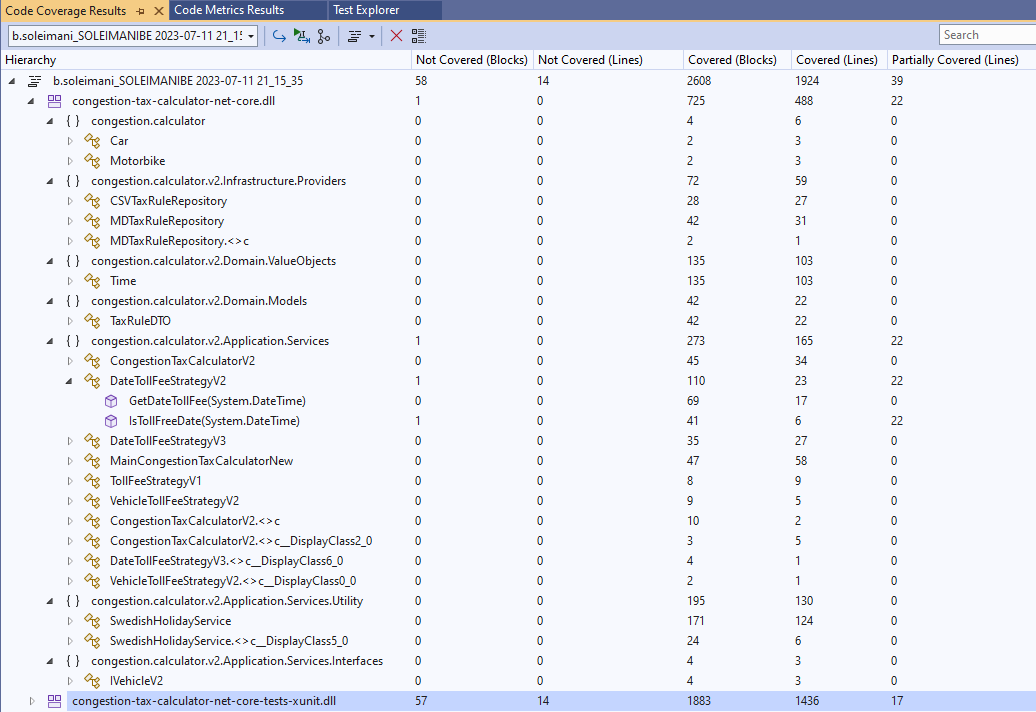 Code Coverage Results Code Metrics Results Test Explorer
b.soleimani_SOLEIMANIBE 2023-07-11 21_15 Search
Hierarchy Not Covered (Blocks) Not Covered (Lines) Covered (Blocks) Covered (Lines) Partially Covered (Lines)
b.soleimani_SOLEIMANIBE 2023-07-11 21_15_35 58 14 2608 1924 39
congestion-tax-calculator-net-core.dll 1 0 725 488 22
{ } congestion.calculator 0 0 4 6 0
Car 0 0 2 3 0
Motorbike 0 0 2 3 0
{ } congestion.calculator.v2.Infrastructure.Providers 0 0 72 59 0
CSVTaxRuleRepository 0 0 28 27 0
MDTaxRuleRepository 0 0 42 31 0
MDTaxRuleRepository.<>c 0 0 2 1 0
{ } congestion.calculator.v2.Domain.ValueObjects 0 0 135 103 0
Time 0 0 135 103 0
{ } congestion.calculator.v2.Domain.Models 0 0 42 22 0
TaxRuleDTO 0 0 42 22 0
{ } congestion.calculator.v2.Application.Services 1 0 273 165 22
CongestionTaxCalculatorV2 0 0 45 34 0
DateTollFeeStrategyV2 1 0 110 23 22
GetDateTollFee(System.DateTime) 0 0 69 17 0
IsTollFreeDate(System.DateTime) 1 0 41 6 22
DateTollFeeStrategyV3 0 0 35 27 0
MainCongestionTaxCalculatorNew 0 0 47 58 0
TollFeeStrategyV1 0 0 8 9 0
VehicleTollFeeStrategyV2 0 0 9 5 0
CongestionTaxCalculatorV2.<>c 0 0 10 2 0
CongestionTaxCalculatorV2.<>c__DisplayClass2_0 0 0 3 5 0
DateTollFeeStrategyV3.<>c__DisplayClass6_0 0 0 4 1 0
VehicleTollFeeStrategyV2.<>c__DisplayClass0_0 0 0 2 1 0
{ } congestion.calculator.v2.Application.Services.Utility 0 0 195 130 0
SwedishHolidayService 0 0 171 124 0
SwedishHolidayService.<>c__DisplayClass5_0 0 0 24 6 0
{ } congestion.calculator.v2.Application.Services.Interfaces 0 0 4 3 0
IVehicleV2 0 0 4 3 0
congestion-tax-calculator-net-core-tests-xunit.dll 57 14 1883 1436 17